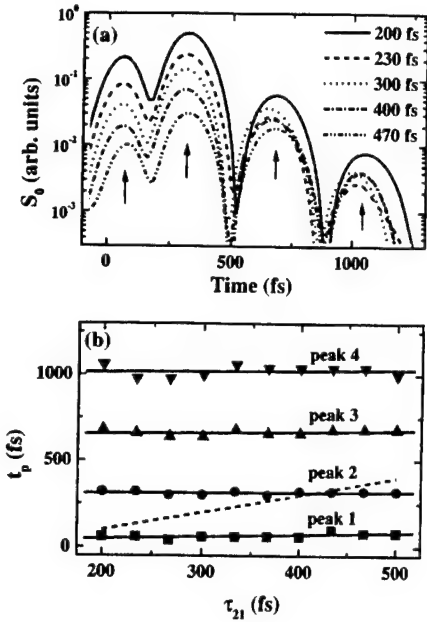 (a)
200 fs
230 fs
300 fs
400 fs
470 fs
S₀ (arb. units)
10⁰
10⁻¹
10⁻²
10⁻³
0
500
1000
Time (fs)
(b)
peak 4
peak 3
peak 2
peak 1
tₚ
(fs)
1000
500
0
200
300
400
500
τ₂₁ (fs)